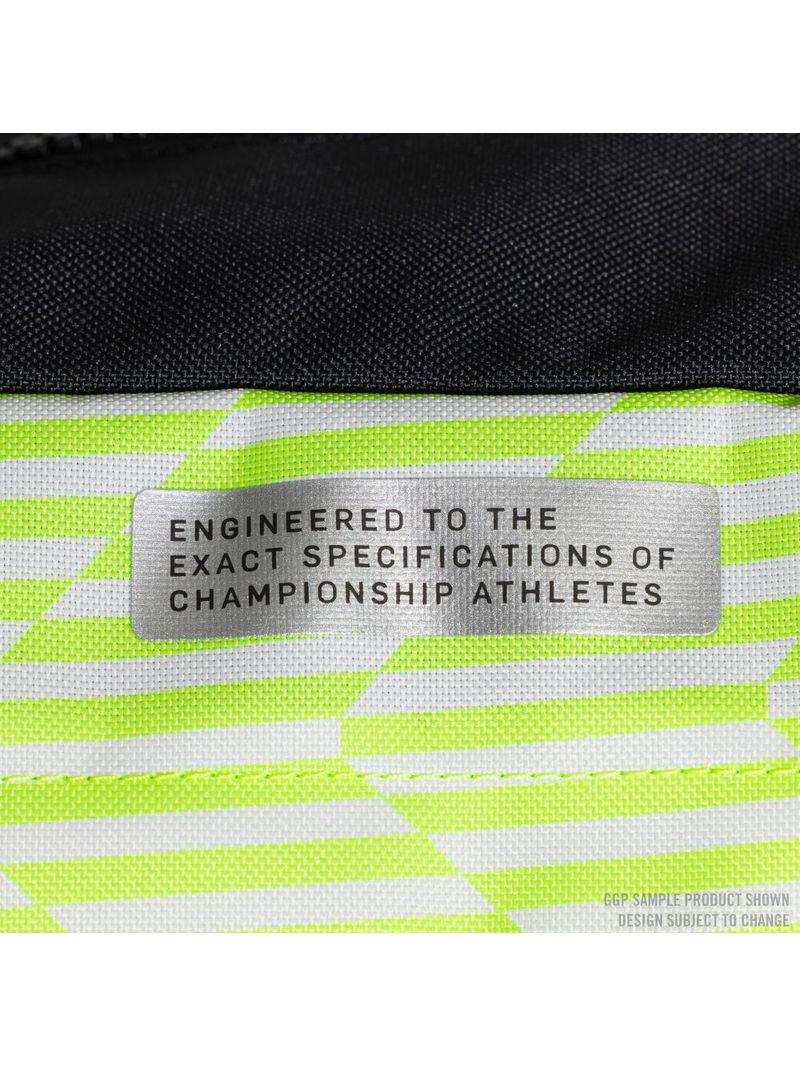 ENGINEERED TO THE
EXACT SPECIFICATIONS OF
CHAMPIONSHIP ATHLETES
GGP SAMPLE PRODUCT SHOWN
DESIGN SUBJECT TO CHANGE